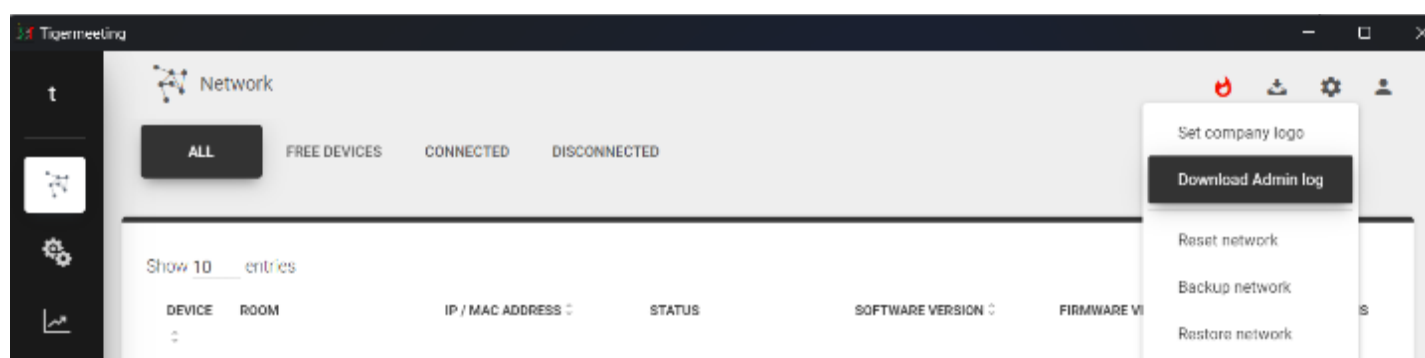 Tigermeeting
t
Network
ALL
FREE DEVICES
CONNECTED
DISCONNECTED
Set company logo
Download Admin log
Reset network
Backup network
Restore network
Show 10 entries
DEVICE
ROOM
IP / MAC ADDRESS
STATUS
SOFTWARE VERSION
FIRMWARE